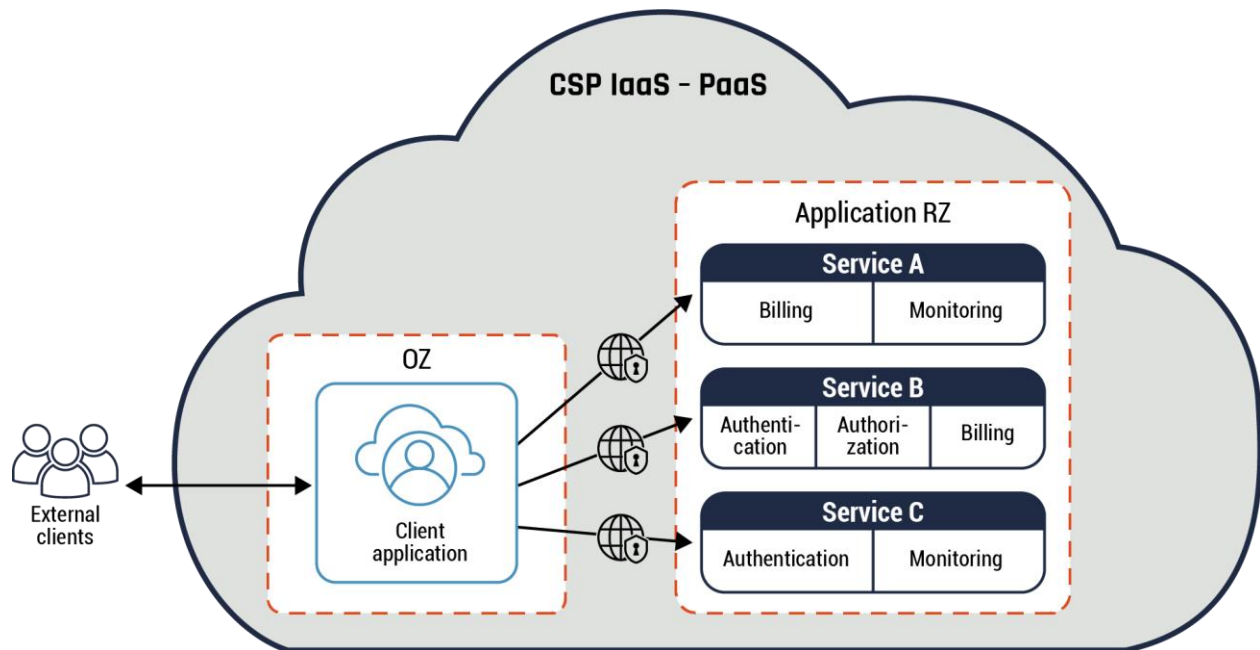 CSP IaaS – PaaS
Application RZ
Service A
Billing
Monitoring
OZ
Service B
Authenti-
cation
Authori-
zation
Billing
External
clients
Client
application
Service C
Authentication
Monitoring